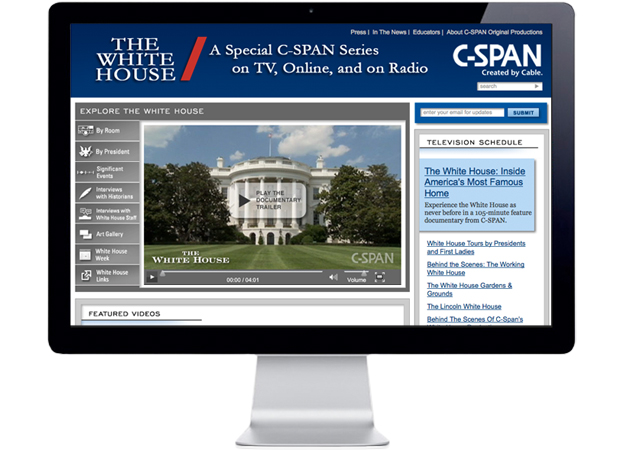 Press | In The News | Educators | About C-SPAN Original Productions
THE
WHITE
HOUSE
A Special C-SPAN Series
on TV, Online, and on Radio
C-SPAN
Created by Cable.
search
EXPLORE THE WHITE HOUSE
By Room
By President
Significant
Events
Interviews
with Historians
Interviews with
White House Staff
Art Gallery
White House
Week
White House
Links
PLAY THE
DOCUMENTARY
TRAILER
THE
WHITE HOUSE
C-SPAN
00:00 / 04:01
Volume
FEATURED VIDEOS
enter your email for updates
SUBMIT
TELEVISION SCHEDULE
The White House: Inside
America's Most Famous
Home
Experience the White House as
never before in a 105-minute feature
documentary from C-SPAN.
White House Tours by Presidents
and First Ladies
Behind the Scenes: The Working
White House
The White House Gardens &
Grounds
The Lincoln White House
Behind The Scenes Of C-Span's